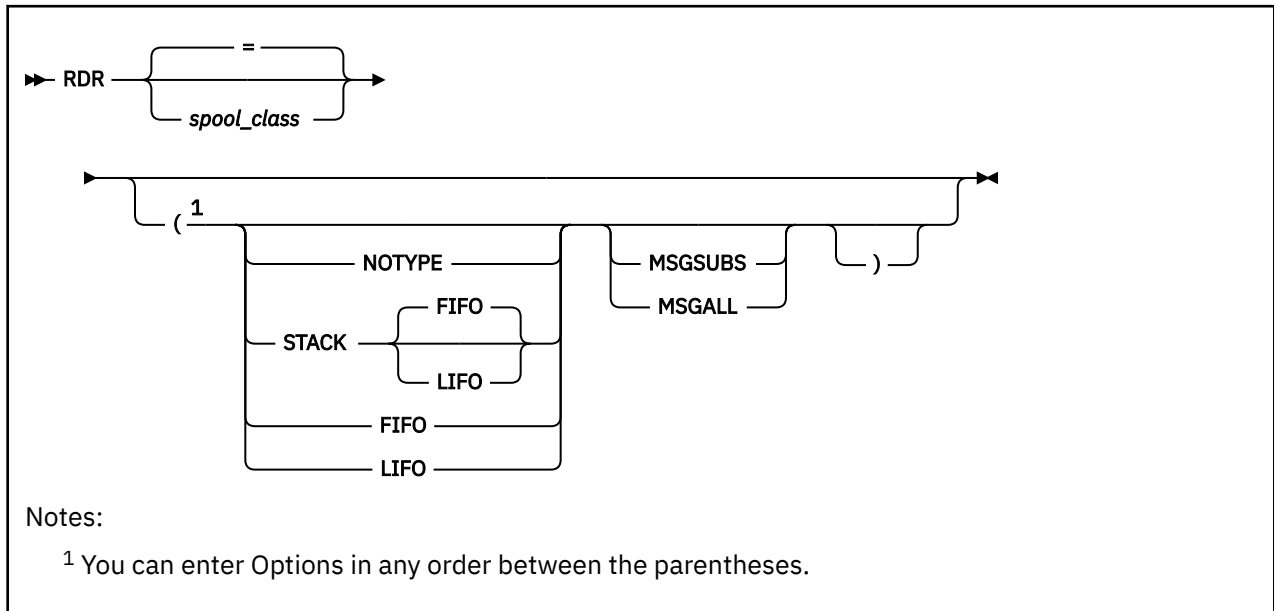 =
RDR
spool_class
( 1
NOTYPE MSGSUBS )
FIFO MSGALL
STACK
LIFO
FIFO
LIFO
Notes:
1 You can enter Options in any order between the parentheses.